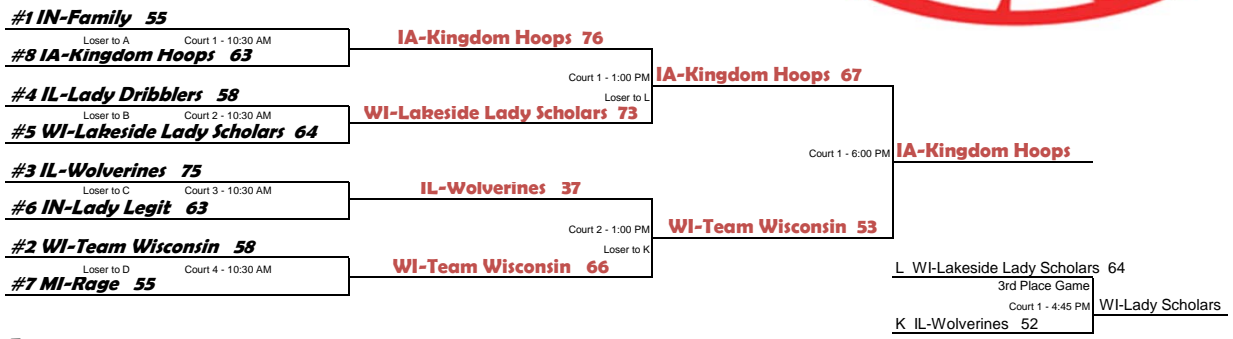 #1 IN-Family 55
Loser to A Court 1 - 10:30 AM
#8 IA-Kingdom Hoops 63
IA-Kingdom Hoops 76
Court 1 - 1:00 PM
Loser to L
#4 IL-Lady Dribblers 58
Loser to B Court 2 - 10:30 AM
#5 WI-Lakeside Lady Scholars 64
WI-Lakeside Lady Scholars 73
IA-Kingdom Hoops 67
Court 1 - 6:00 PM
IA-Kingdom Hoops
#3 IL-Wolverines 75
Loser to C Court 3 - 10:30 AM
#6 IN-Lady Legit 63
IL-Wolverines 37
Court 2 - 1:00 PM
Loser to K
#2 WI-Team Wisconsin 58
Loser to D Court 4 - 10:30 AM
#7 MI-Rage 55
WI-Team Wisconsin 66
WI-Team Wisconsin 53
L WI-Lakeside Lady Scholars 64
3rd Place Game
Court 1 - 4:45 PM
WI-Lady Scholars
K IL-Wolverines 52